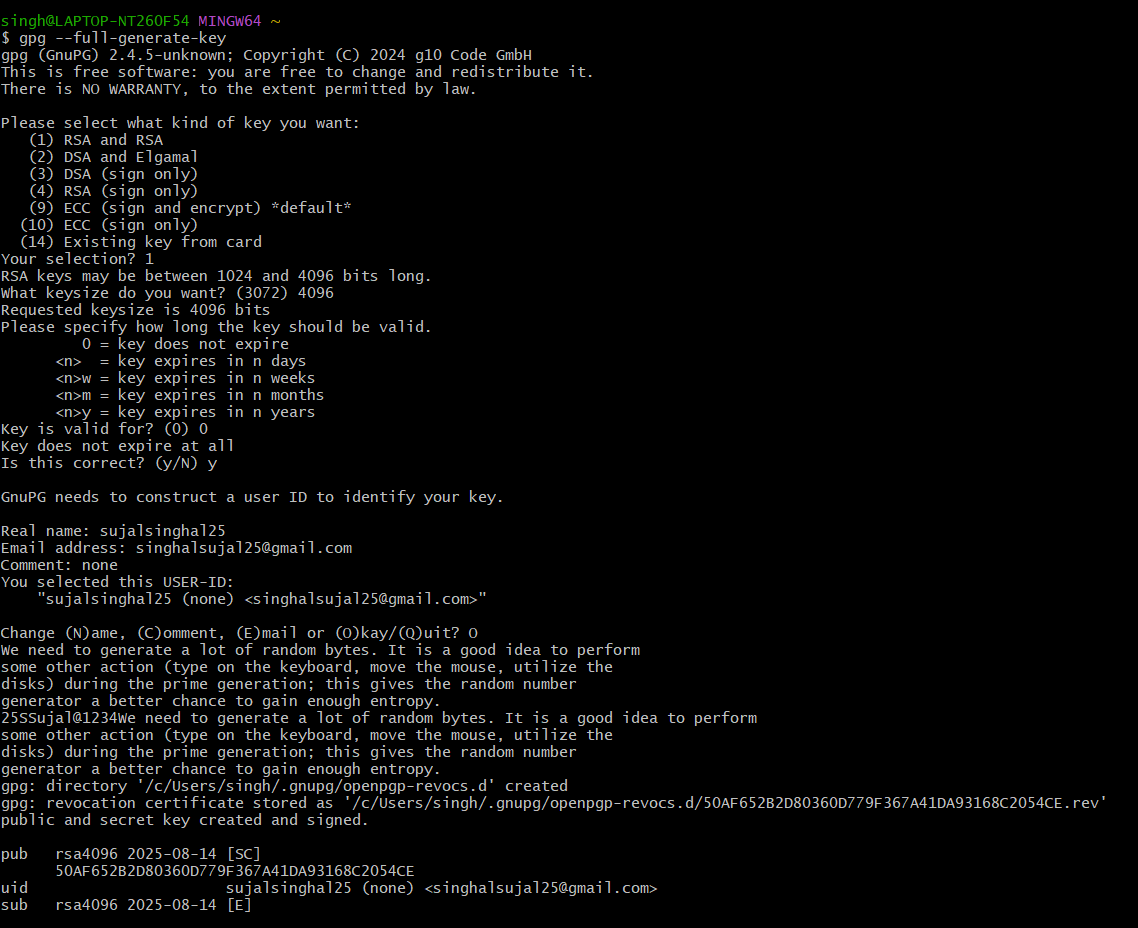 singh@LAPTOP-NT26OF54 MINGW64 ~
$ gpg --full-generate-key
gpg (GnuPG) 2.4.5-unknown; Copyright (C) 2024 g10 Code GmbH
This is free software: you are free to change and redistribute it.
There is NO WARRANTY, to the extent permitted by law.

Please select what kind of key you want:
   (1) RSA and RSA
   (2) DSA and Elgamal
   (3) DSA (sign only)
   (4) RSA (sign only)
   (9) ECC (sign and encrypt) *default*
  (10) ECC (sign only)
  (14) Existing key from card
Your selection? 1
RSA keys may be between 1024 and 4096 bits long.
What keysize do you want? (3072) 4096
Requested keysize is 4096 bits
Please specify how long the key should be valid.
         0 = key does not expire
      <n>  = key expires in n days
      <n>w = key expires in n weeks
      <n>m = key expires in n months
      <n>y = key expires in n years
Key is valid for? (0) 0
Key does not expire at all
Is this correct? (y/N) y

GnuPG needs to construct a user ID to identify your key.

Real name: sujalsinghal25
Email address: singhalsujal25@gmail.com
Comment: none
You selected this USER-ID:
    "sujalsinghal25 (none) <singhalsujal25@gmail.com>"

Change (N)ame, (C)omment, (E)mail or (O)kay/(Q)uit? O
We need to generate a lot of random bytes. It is a good idea to perform
some other action (type on the keyboard, move the mouse, utilize the
disks) during the prime generation; this gives the random number
generator a better chance to gain enough entropy.
25SSujal@1234We need to generate a lot of random bytes. It is a good idea to perform
some other action (type on the keyboard, move the mouse, utilize the
disks) during the prime generation; this gives the random number
generator a better chance to gain enough entropy.
gpg: directory '/c/Users/singh/.gnupg/openpgp-revocs.d' created
gpg: revocation certificate stored as '/c/Users/singh/.gnupg/openpgp-revocs.d/50AF652B2D80360D779F367A41DA93168C2054CE.rev'
public and secret key created and signed.

pub   rsa4096 2025-08-14 [SC]
      50AF652B2D80360D779F367A41DA93168C2054CE
uid                      sujalsinghal25 (none) <singhalsujal25@gmail.com>
sub   rsa4096 2025-08-14 [E]